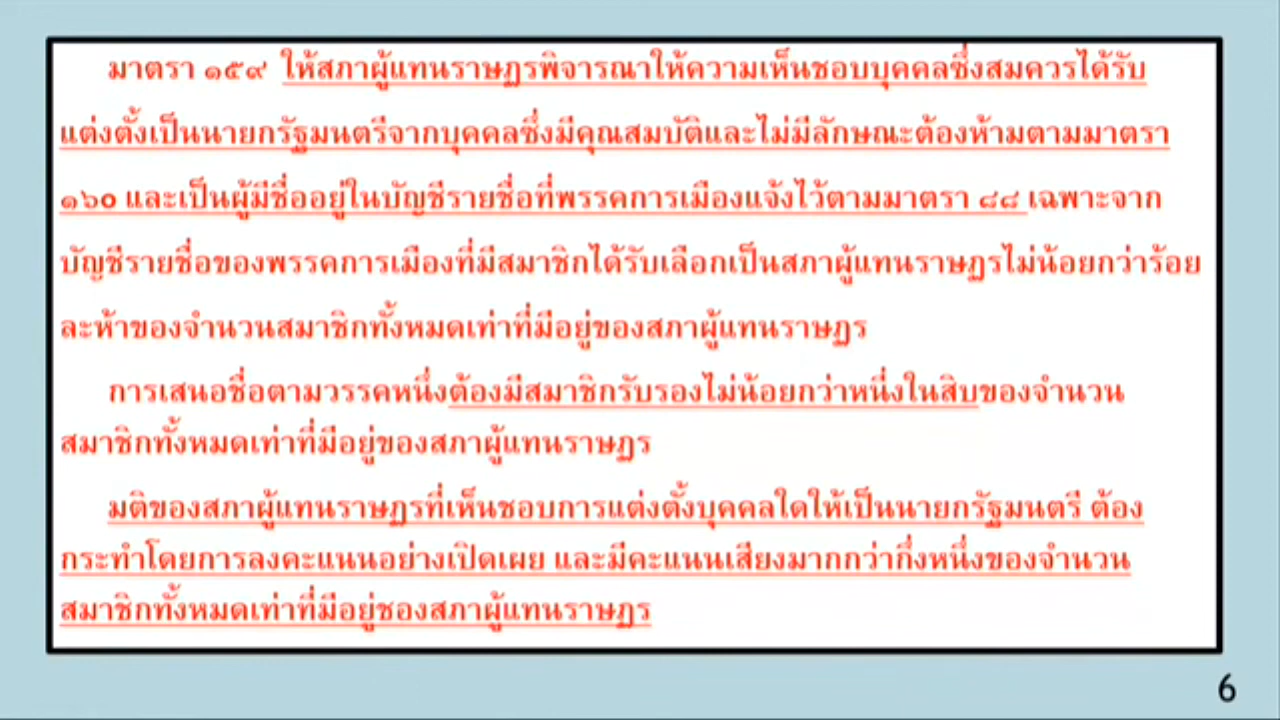 มาตรา ๑๕๙ ให้สภาผู้แทนราษฎรพิจารณาให้ความเห็นชอบบุคคลซึ่งสมควรได้รับ
แต่งตั้งเป็นนายกรัฐมนตรีจากบุคคลซึ่งมีคุณสมบัติและไม่มีลักษณะต้องห้ามตามมาตรา
๑๖๐ และเป็นผู้มีชื่ออยู่ในบัญชีรายชื่อที่พรรคการเมืองแจ้งไว้ตามมาตรา ๘๘ เฉพาะจาก
บัญชีรายชื่อของพรรคการเมืองที่มีสมาชิกได้รับเลือกเป็นสภาผู้แทนราษฎรไม่น้อยกว่าร้อย
ละห้าของจำนวนสมาชิกทั้งหมดเท่าที่มีอยู่ของสภาผู้แทนราษฎร
การเสนอชื่อตามวรรคหนึ่งต้องมีสมาชิกรับรองไม่น้อยกว่าหนึ่งในสิบของจำนวน
สมาชิกทั้งหมดเท่าที่มีอยู่ของสภาผู้แทนราษฎร
มติของสภาผู้แทนราษฎรที่เห็นชอบการแต่งตั้งบุคคลใดให้เป็นนายกรัฐมนตรี ต้อง
กระทำโดยการลงคะแนนอย่างเปิดเผย และมีคะแนนเสียงมากกว่ากึ่งหนึ่งของจำนวน
สมาชิกทั้งหมดเท่าที่มีอยู่ชองสภาผู้แทนราษฎร
6